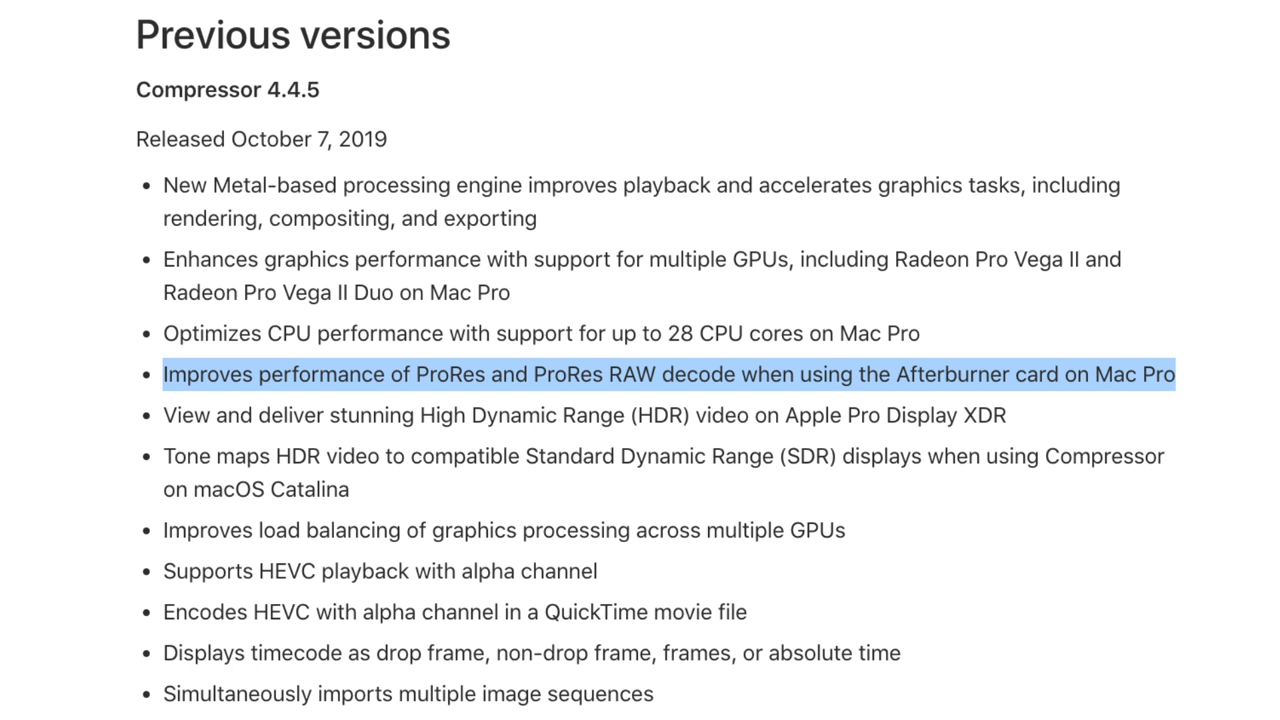 Previous versions
Compressor 4.4.5
Released October 7, 2019
• New Metal-based processing engine improves playback and accelerates graphics tasks, including
rendering, compositing, and exporting
• Enhances graphics performance with support for multiple GPUs, including Radeon Pro Vega II and
Radeon Pro Vega II Duo on Mac Pro
• Optimizes CPU performance with support for up to 28 CPU cores on Mac Pro
• Improves performance of ProRes and ProRes RAW decode when using the Afterburner card on Mac Pro
• View and deliver stunning High Dynamic Range (HDR) video on Apple Pro Display XDR
• Tone maps HDR video to compatible Standard Dynamic Range (SDR) displays when using Compressor
on macOS Catalina
• Improves load balancing of graphics processing across multiple GPUs
• Supports HEVC playback with alpha channel
• Encodes HEVC with alpha channel in a QuickTime movie file
• Displays timecode as drop frame, non-drop frame, frames, or absolute time
• Simultaneously imports multiple image sequences